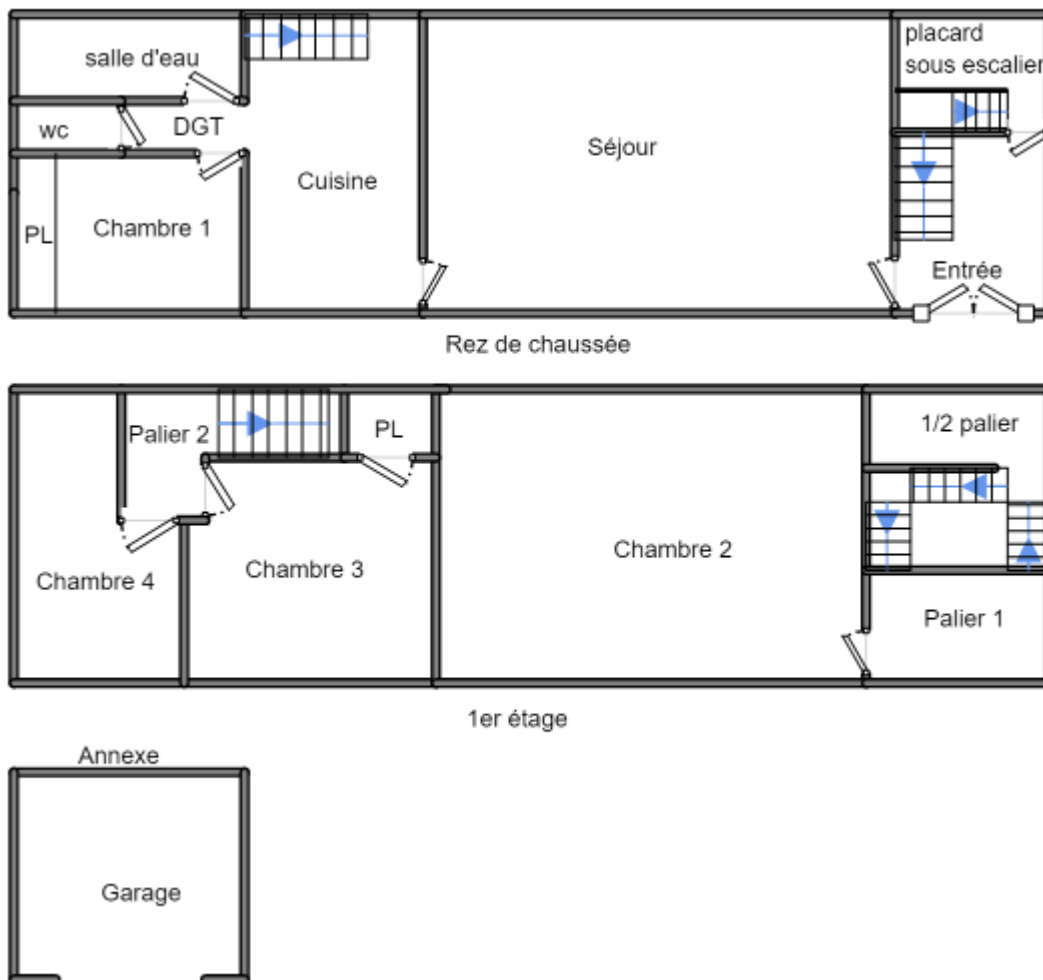 salle d'eau
placard
sous escalier
wc
DGT
Séjour
Cuisine
PL
Chambre 1
Entrée
Rez de chaussée
Palier 2
PL
1/2 palier
Chambre 4
Chambre 3
Chambre 2
Palier 1
1er étage
Annexe
Garage